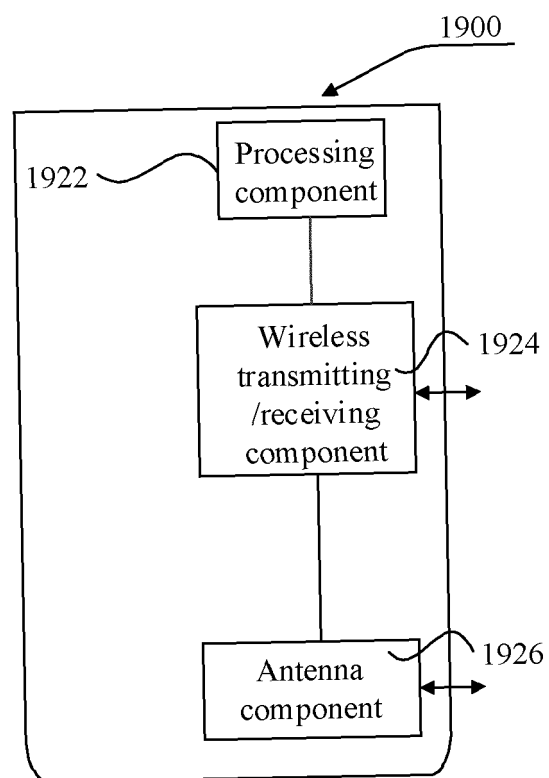 1900
Processing
component
1922
Wireless
transmitting
/receiving
component
1924
Antenna
component
1926